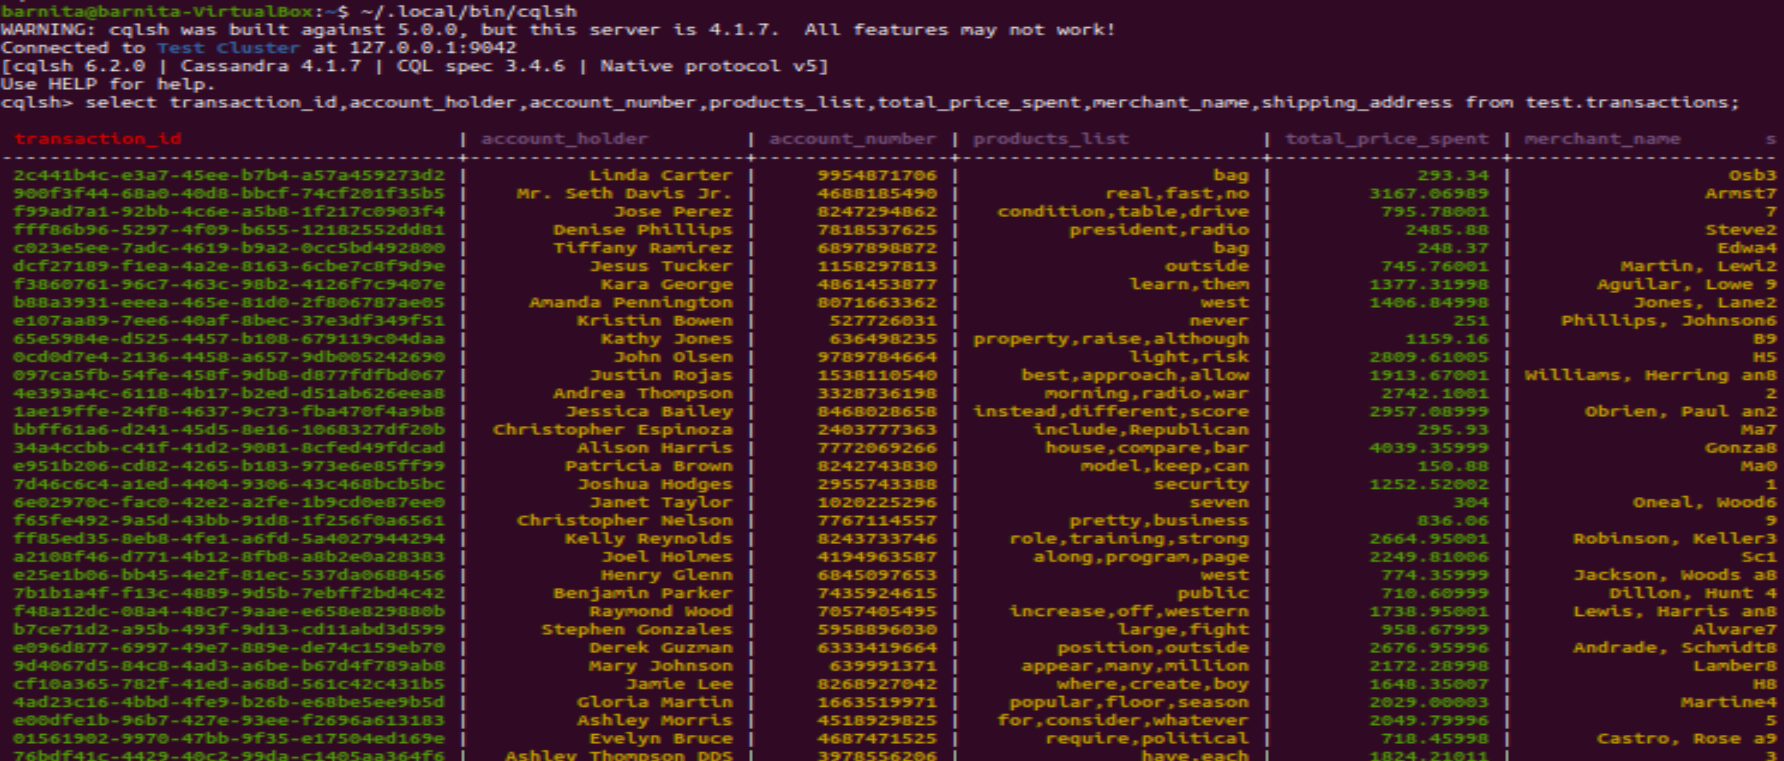 barnita@barnita-VirtualBox:~$ ~/.local/bin/cqlsh
WARNING: cqlsh was built against 5.0.0, but this server is 4.1.7.  All features may not work!
Connected to Test Cluster at 127.0.0.1:9042
[cqlsh 6.2.0 | Cassandra 4.1.7 | CQL spec 3.4.6 | Native protocol v5]
Use HELP for help.
cqlsh> select transaction_id,account_holder,account_number,products_list,total_price_spent,merchant_name,shipping_address from test.transactions;
transaction_id | account_holder | account_number | products_list | total_price_spent | merchant_name s
2c441b4c-e3a7-45ee-b7b4-a57a459273d2 | Linda Carter | 9954871706 | bag | 293.34 | Osb3
900f3f44-68a0-40d8-bbcf-74cf201f35b5 | Mr. Seth Davis Jr. | 4688185490 | real,fast,no | 3167.06989 | Armst7
f99ad7a1-92bb-4c6e-a5b8-1f217c0903f4 | Jose Perez | 8247294862 | condition,table,drive | 795.78001 | 7
fff86b96-5297-4f09-b655-12182552dd81 | Denise Phillips | 7818537625 | president,radio | 2485.88 | Steve2
c023e5ee-7adc-4619-b9a2-0cc5bd492800 | Tiffany Ramirez | 6897898872 | bag | 248.37 | Edwa4
dcf27189-f1ea-4a2e-8163-6cbe7c8f9d9e | Jesus Tucker | 1158297813 | outside | 745.76001 | Martin, Lewi2
f3860761-96c7-463c-98b2-4126f7c9407e | Kara George | 4861453877 | learn,them | 1377.31998 | Aguilar, Lowe 9
b88a3931-eeea-465e-81d0-2f806787ae05 | Amanda Pennington | 8071663362 | west | 1406.84998 | Jones, Lane2
e107aa89-7ee6-40af-8bec-37e3df349f51 | Kristin Bowen | 527726031 | never | 251 | Phillips, Johnson6
65e5984e-d525-4457-b108-679119c04daa | Kathy Jones | 636498235 | property,raise,although | 1159.16 | B9
0cd0d7e4-2136-4458-a657-9db005242690 | John Olsen | 9789784664 | light,risk | 2809.61005 | H5
097ca5fb-54fe-458f-9db8-d877fdfbd067 | Justin Rojas | 1538110540 | best,approach,allow | 1913.67001 | Williams, Herring an8
4e393a4c-6118-4b17-b2ed-d51ab626eea8 | Andrea Thompson | 3328736198 | morning,radio,war | 2742.1001 | 2
1ae19ffe-24f8-4637-9c73-fba470f4a9b8 | Jessica Bailey | 8468028658 | instead,different,score | 2957.08999 | Obrien, Paul an2
bbff61a6-d241-45d5-8e16-1068327df20b | Christopher Espinoza | 2403777363 | include,Republican | 295.93 | Ma7
34a4ccbb-c41f-41d2-9081-8cfed49fdcad | Alison Harris | 7772069266 | house,compare,bar | 4039.35999 | Gonza8
e951b206-cd82-4265-b183-973e6e85ff99 | Patricia Brown | 8242743830 | model,keep,can | 150.88 | Ma0
7d46c6c4-a1ed-4404-9306-43c468bcb5bc | Joshua Hodges | 2955743388 | security | 1252.52002 | 1
6e02970c-fac0-42e2-a2fe-1b9cd0e87ee0 | Janet Taylor | 1020225296 | seven | 304 | Oneal, Wood6
f65fe492-9a5d-43bb-91d8-1f256f0a6561 | Christopher Nelson | 7767114557 | pretty,business | 836.06 | 9
ff85ed35-8eb8-4fe1-a6fd-5a4027944294 | Kelly Reynolds | 8243733746 | role,training,strong | 2664.95001 | Robinson, Keller3
a2108f46-d771-4b12-8fb8-a8b2e0a28383 | Joel Holmes | 4194963587 | along,program,page | 2249.81006 | Sc1
e25e1b06-bb45-4e2f-81ec-537da0688456 | Henry Glenn | 6845097653 | west | 774.35999 | Jackson, Woods a8
7b1b1a4f-f13c-4889-9d5b-7ebff2bd4c42 | Benjamin Parker | 7435924615 | public | 710.60999 | Dillon, Hunt 4
f48a12dc-08a4-48c7-9aae-e658e829880b | Raymond Wood | 7057405495 | increase,off,western | 1738.95001 | Lewis, Harris an8
b7ce71d2-a95b-493f-9d13-cd11abd3d599 | Stephen Gonzales | 5958896030 | large,fight | 958.67999 | Alvare7
e096d877-6997-49e7-889e-de74c159eb70 | Derek Guzman | 6333419664 | position,outside | 2676.95996 | Andrade, Schmidt8
9d4067d5-84c8-4ad3-a6be-b67d4f789ab8 | Mary Johnson | 639991371 | appear,many,million | 2172.28998 | Lamber8
cf10a365-782f-41ed-a68d-561c42c431b5 | Jamie Lee | 8268927042 | where,create,boy | 1648.35007 | H8
4ad23c16-4bbd-4fe9-b26b-e68be5ee9b5d | Gloria Martin | 1663519971 | popular,floor,season | 2029.00003 | Martine4
e00dfe1b-96b7-427e-93ee-f2696a613183 | Ashley Morris | 4518929825 | for,consider,whatever | 2049.79996 | 5
01561902-9970-47bb-9f35-e17504ed169e | Evelyn Bruce | 4687471525 | require,political | 718.45998 | Castro, Rose a9
76bdf41c-4429-40c2-99da-c1405aa364f6 | Ashley Thompson DDS | 3978556206 | have,each | 1824.21011 | 3